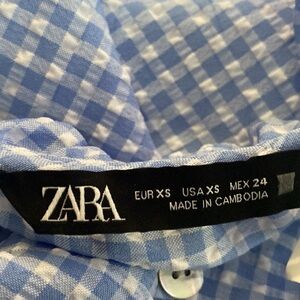 ZARA
EUR XS USA XS MEX 24
MADE IN CAMBODIA